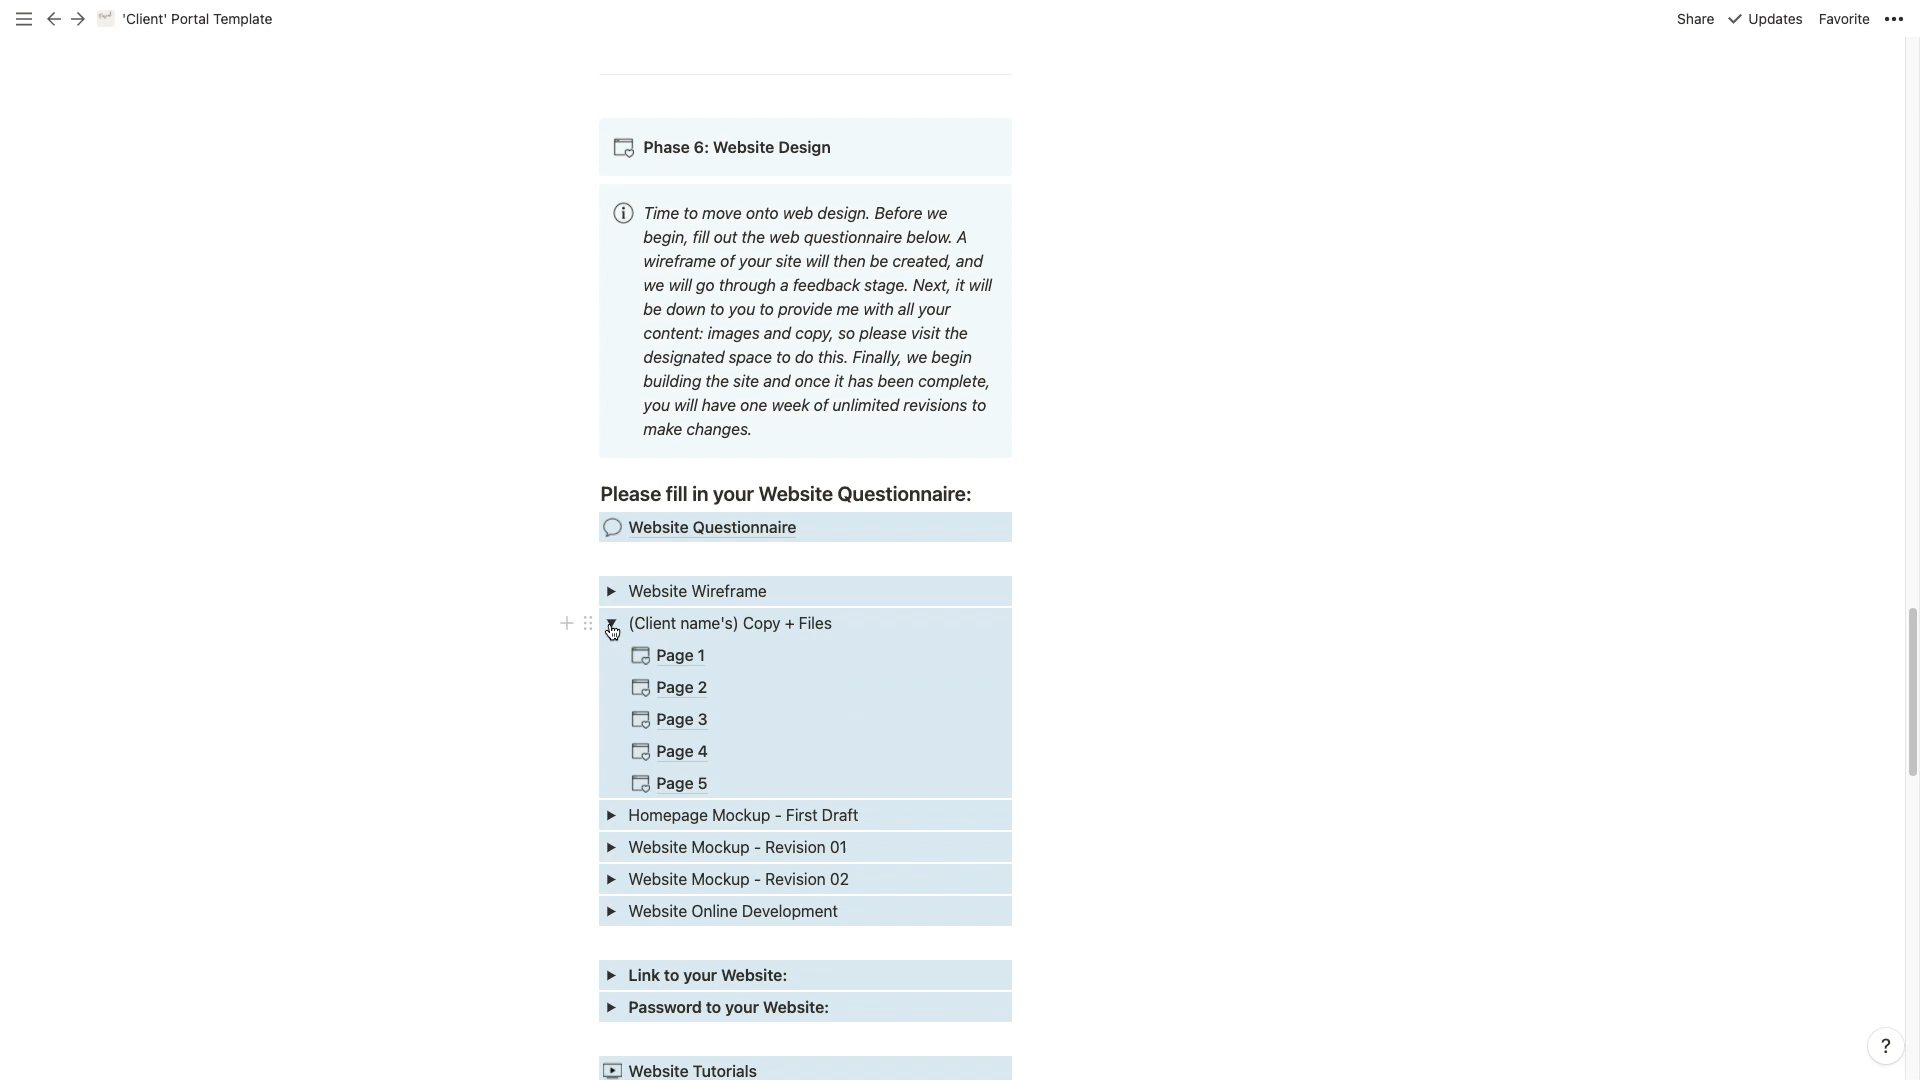 'Client' Portal Template
Share
Updates
Favorite
Phase 6: Website Design
Time to move onto web design. Before we
begin, fill out the web questionnaire below. A
wireframe of your site will then be created, and
we will go through a feedback stage. Next, it will
be down to you to provide me with all your
content: images and copy, so please visit the
designated space to do this. Finally, we begin
building the site and once it has been complete,
you will have one week of unlimited revisions to
make changes.
Please fill in your Website Questionnaire:
Website Questionnaire
Website Wireframe
(Client name's) Copy + Files
Page 1
Page 2
Page 3
Page 4
Page 5
Homepage Mockup - First Draft
Website Mockup - Revision 01
Website Mockup - Revision 02
Website Online Development
Link to your Website:
Password to your Website:
Website Tutorials
?